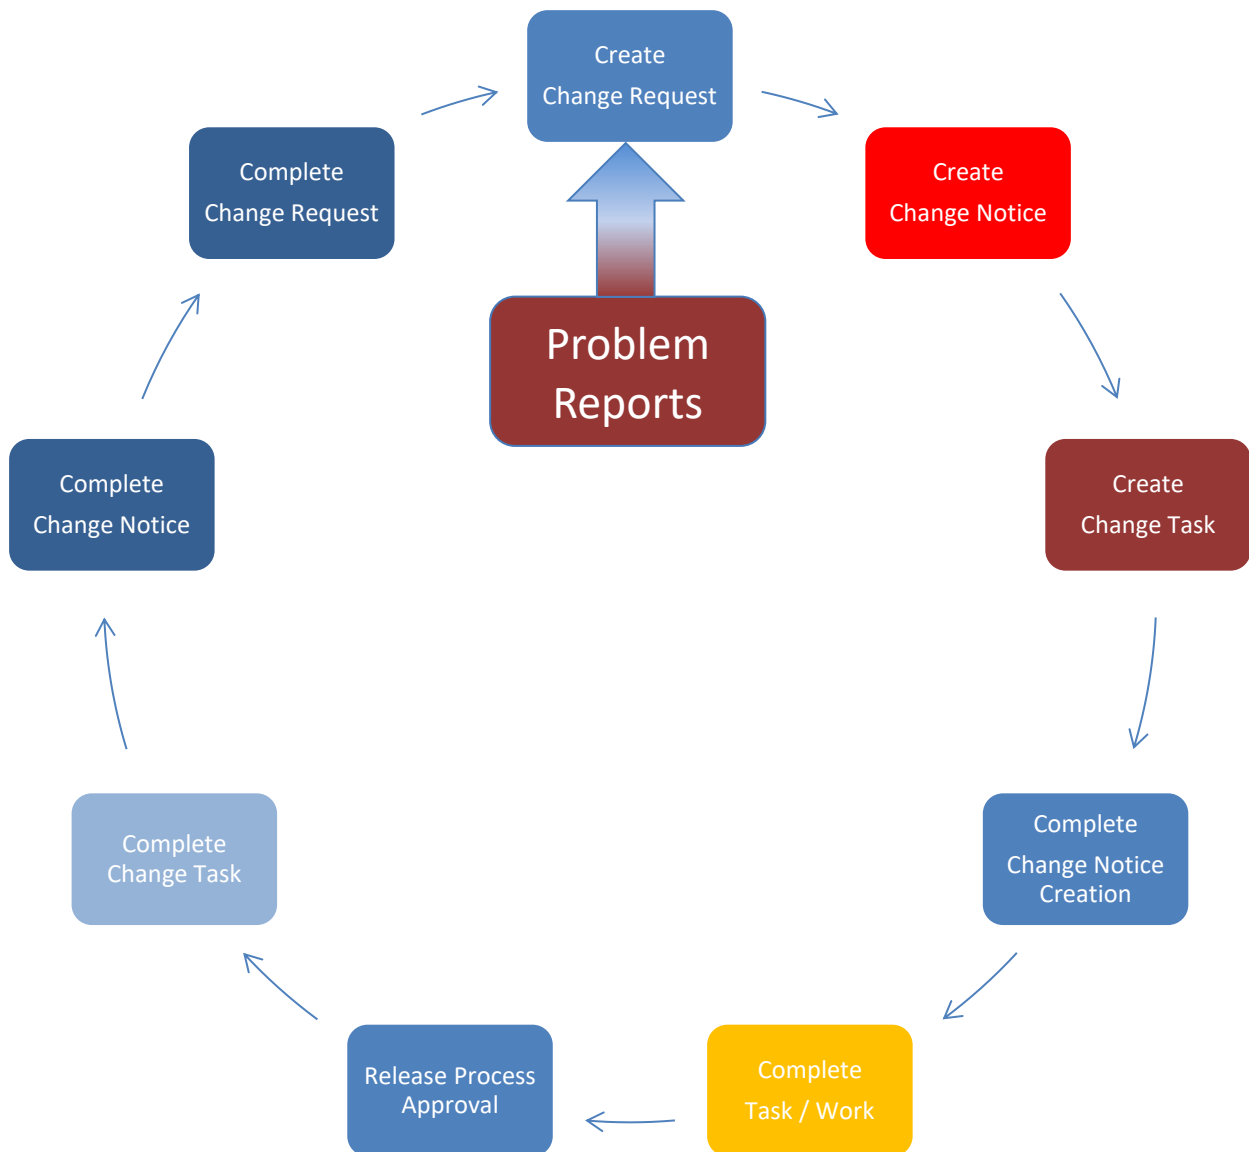 Create
Change Request
Create
Change Notice
Create
Change Task
Complete
Change Notice
Creation
Complete
Task / Work
Release Process
Approval
Complete
Change Task
Complete
Change Notice
Complete
Change Request
Problem
Reports